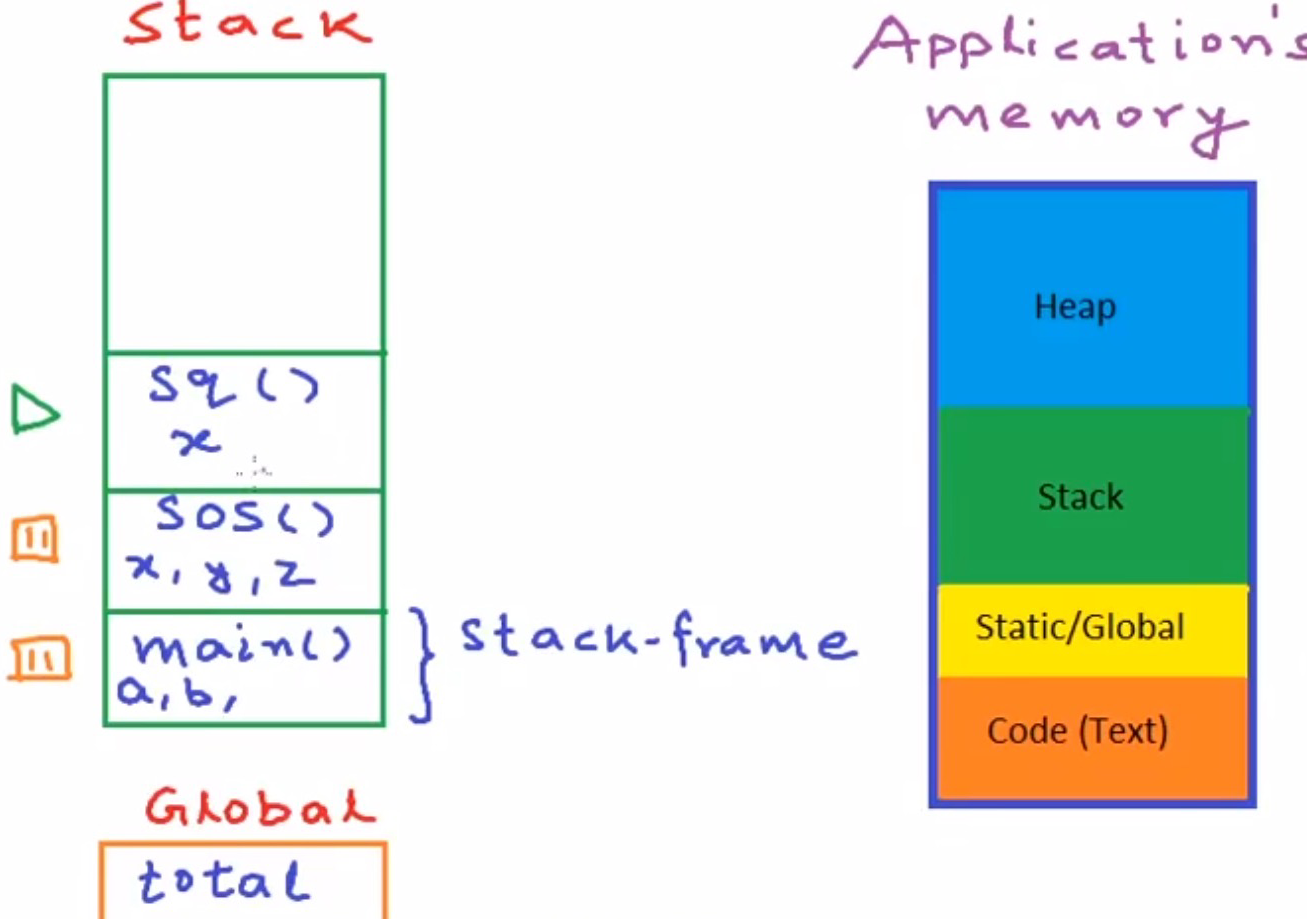 Stack
Sq()
x
SOS()
x, y, z
main()
a, b,
stack-frame
Global
total
Application's
memory
Heap
Stack
Static/Global
Code (Text)